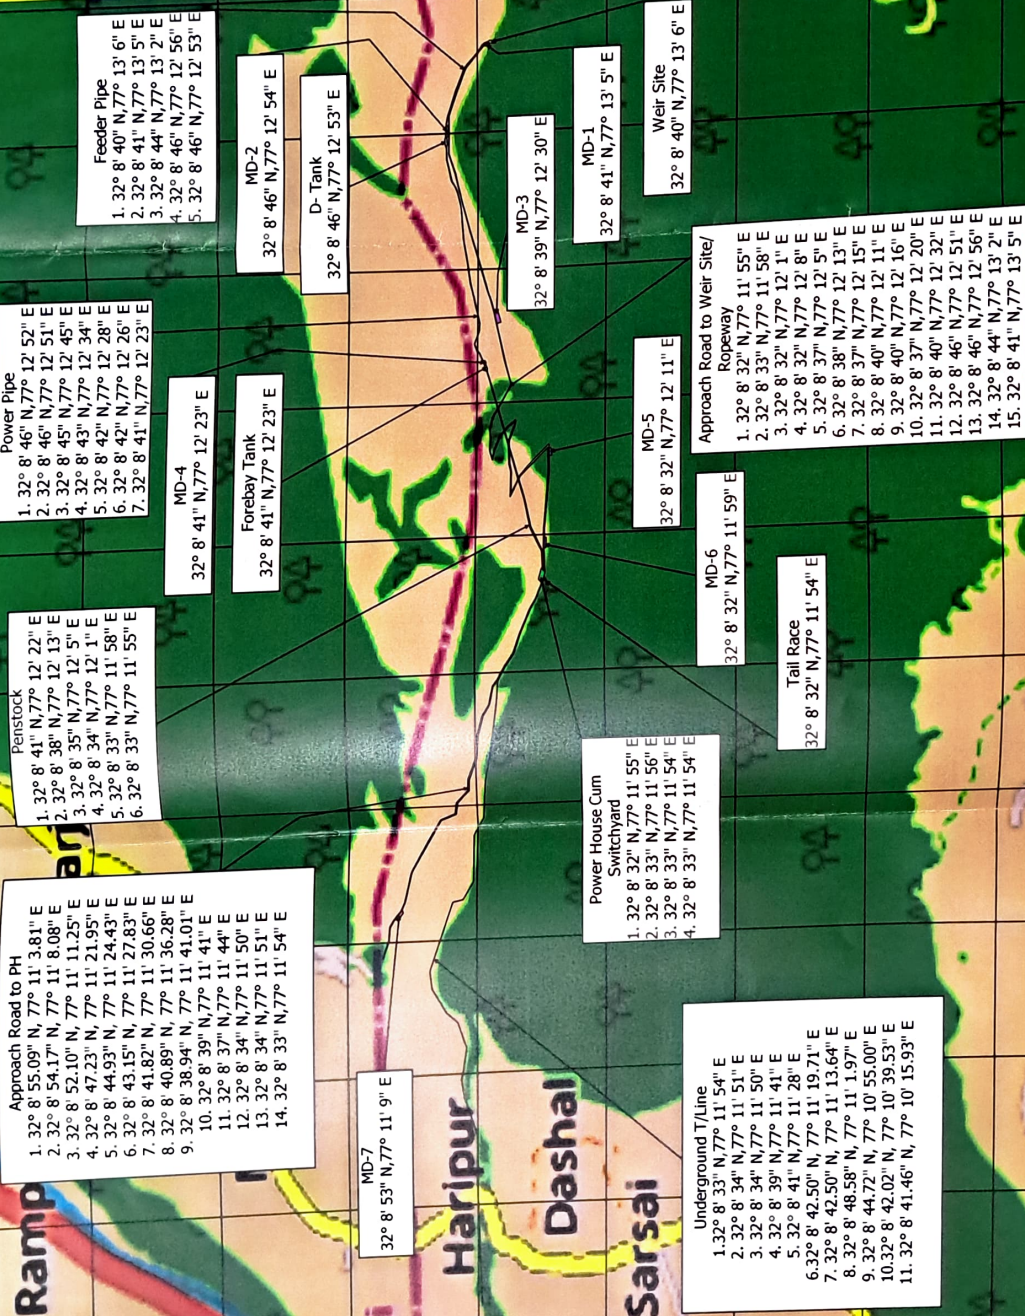 Approach Road to PH
1. 32° 8' 55.09" N, 77° 11' 3.81" E
2. 32° 8' 54.17" N, 77° 11' 8.08" E
3. 32° 8' 52.10" N, 77° 11' 11.25" E
4. 32° 8' 47.23" N, 77° 11' 21.95" E
5. 32° 8' 44.93" N, 77° 11' 24.43" E
6. 32° 8' 43.15" N, 77° 11' 27.83" E
7. 32° 8' 41.82" N, 77° 11' 30.66" E
8. 32° 8' 40.89" N, 77° 11' 36.28" E
9. 32° 8' 38.94" N, 77° 11' 41.01" E
10. 32° 8' 39" N,77° 11' 41" E
11. 32° 8' 37" N,77° 11' 44" E
12. 32° 8' 34" N,77° 11' 50" E
13. 32° 8' 34" N,77° 11' 51" E
14. 32° 8' 33" N,77° 11' 54" E
Penstock
1. 32° 8' 41" N,77° 12' 22" E
2. 32° 8' 38" N,77° 12' 13" E
3. 32° 8' 35" N,77° 12' 5" E
4. 32° 8' 34" N,77° 12' 1" E
5. 32° 8' 33" N,77° 11' 58" E
6. 32° 8' 33" N,77° 11' 55" E
Power Pipe
1. 32° 8' 46" N,77° 12' 52" E
2. 32° 8' 46" N,77° 12' 51" E
3. 32° 8' 45" N,77° 12' 45" E
4. 32° 8' 43" N,77° 12' 34" E
5. 32° 8' 42" N,77° 12' 28" E
6. 32° 8' 42" N,77° 12' 26" E
7. 32° 8' 41" N,77° 12' 23" E
Feeder Pipe
1. 32° 8' 40" N,77° 13' 6" E
2. 32° 8' 41" N,77° 13' 5" E
3. 32° 8' 44" N,77° 13' 2" E
4. 32° 8' 46" N,77° 12' 56" E
5. 32° 8' 46" N,77° 12' 53" E
MD-4
32° 8' 41" N,77° 12' 23" E
Forebay Tank
32° 8' 41" N,77° 12' 23" E
MD-2
32° 8' 46" N,77° 12' 54" E
D- Tank
32° 8' 46" N,77° 12' 53" E
Ramp
MD-7
32° 8' 53" N,77° 11' 9" E
Haripur
Dashal
Sarsai
MD-3
32° 8' 39" N,77° 12' 30" E
MD-1
32° 8' 41" N,77° 13' 5" E
Weir Site
32° 8' 40" N,77° 13' 6" E
MD-5
32° 8' 32" N,77° 12' 11" E
MD-6
32° 8' 32" N,77° 11' 59" E
Tail Race
32° 8' 32" N,77° 11' 54" E
Power House Cum
Switchyard
1. 32° 8' 32" N,77° 11' 55" E
2. 32° 8' 33" N,77° 11' 56" E
3. 32° 8' 33" N,77° 11' 54" E
4. 32° 8' 33" N,77° 11' 54" E
Underground T/Line
1.32° 8' 33" N,77° 11' 54" E
2. 32° 8' 34" N,77° 11' 51" E
3. 32° 8' 34" N,77° 11' 50" E
4. 32° 8' 39" N,77° 11' 41" E
5. 32° 8' 41" N,77° 11' 28" E
6.32° 8' 42.50" N, 77° 11' 19.71" E
7. 32° 8' 42.50" N, 77° 11' 13.64" E
8. 32° 8' 48.58" N, 77° 11' 1.97" E
9. 32° 8' 44.72" N, 77° 10' 55.00" E
10.32° 8' 42.02" N, 77° 10' 39.53" E
11. 32° 8' 41.46" N, 77° 10' 15.93" E
Approach Road to Weir Site/
Ropeway
1. 32° 8' 32" N,77° 11' 55" E
2. 32° 8' 33" N,77° 11' 58" E
3. 32° 8' 32" N,77° 12' 1" E
4. 32° 8' 32" N,77° 12' 8" E
5. 32° 8' 37" N,77° 12' 5" E
6. 32° 8' 38" N,77° 12' 13" E
7. 32° 8' 37" N,77° 12' 15" E
8. 32° 8' 40" N,77° 12' 11" E
9. 32° 8' 40" N,77° 12' 16" E
10. 32° 8' 37" N,77° 12' 20" E
11. 32° 8' 40" N,77° 12' 32" E
12. 32° 8' 46" N,77° 12' 51" E
13. 32° 8' 46" N,77° 12' 56" E
14. 32° 8' 44" N,77° 13' 2" E
15. 32° 8' 41" N,77° 13' 5" E